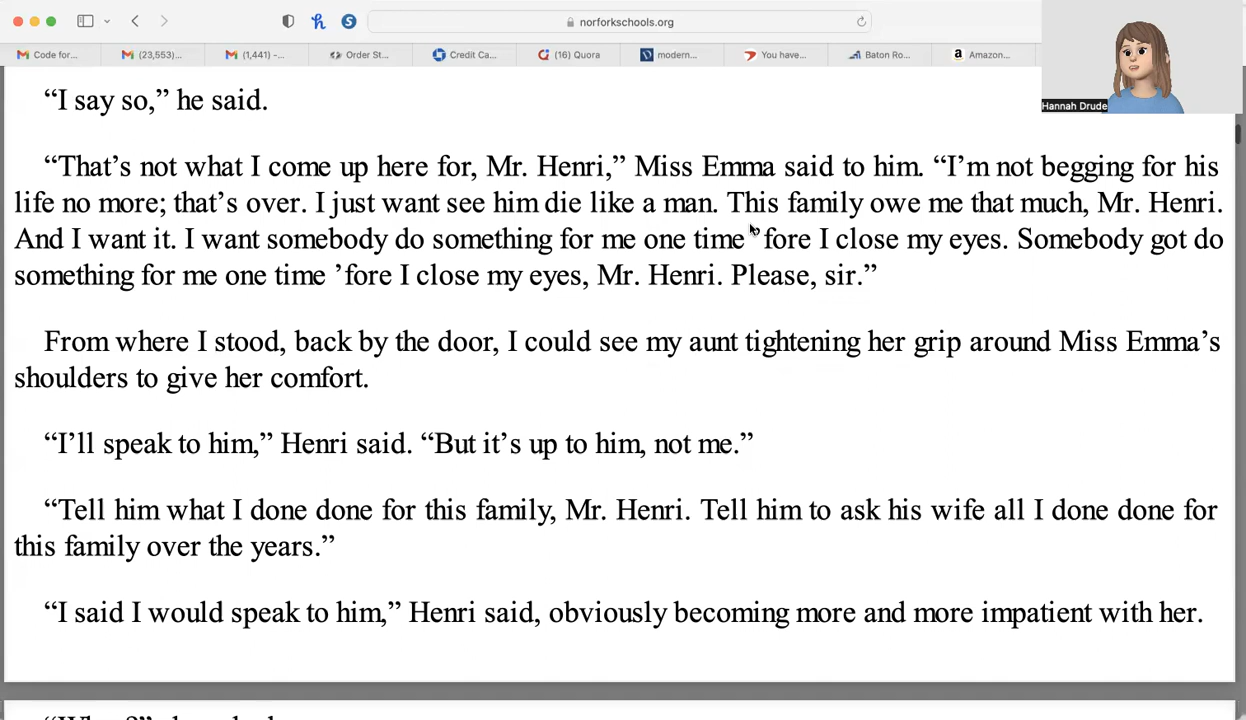 norforkschools.org
Code for...
(23,553)...
(1,441) -...
Order St...
Credit Ca...
(16) Quora
modern...
You have...
Baton Ro...
Amazon...
Hannah Drude
“I say so,” he said.
“That’s not what I come up here for, Mr. Henri,” Miss Emma said to him. “I’m not begging for his
life no more; that’s over. I just want see him die like a man. This family owe me that much, Mr. Henri.
And I want it. I want somebody do something for me one time ’fore I close my eyes. Somebody got do
something for me one time ’fore I close my eyes, Mr. Henri. Please, sir.”
From where I stood, back by the door, I could see my aunt tightening her grip around Miss Emma’s
shoulders to give her comfort.
“I’ll speak to him,” Henri said. “But it’s up to him, not me.”
“Tell him what I done done for this family, Mr. Henri. Tell him to ask his wife all I done done for
this family over the years.”
“I said I would speak to him,” Henri said, obviously becoming more and more impatient with her.